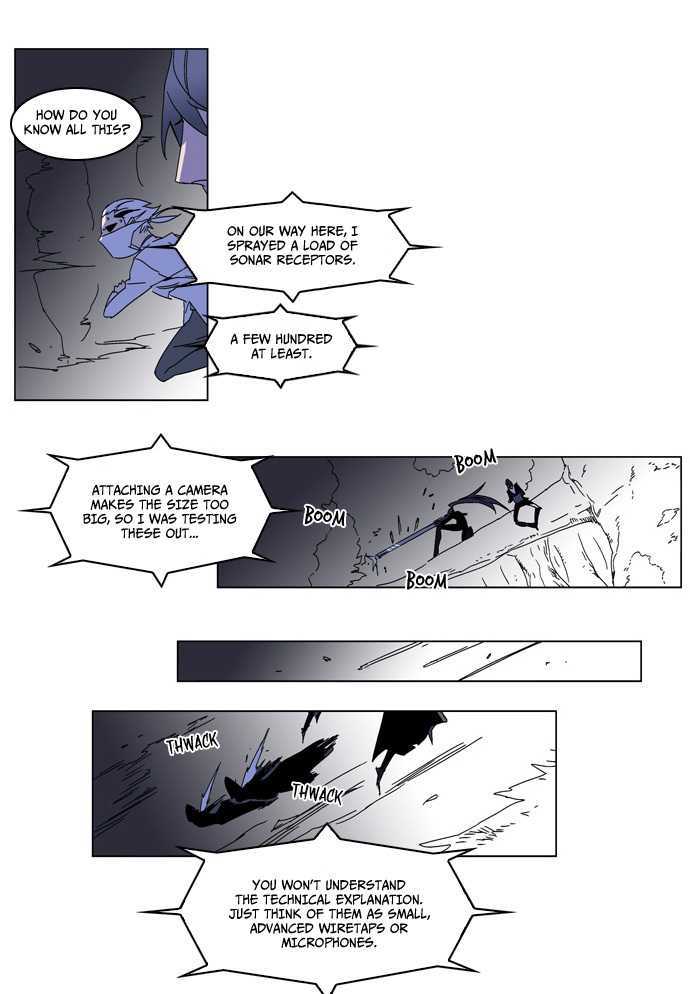 HOW DO YOU
KNOW ALL THIS?
ON OUR WAY HERE, I
SPRAYED A LOAD OF
SONAR RECEPTORS.
A FEW HUNDRED
AT LEAST.
ATTACHING A CAMERA
MAKES THE SIZE TOO
BIG, SO I WAS TESTING
THESE OUT...
BOOM
BOOM
BOOM
THWACK
THWACK
YOU WON'T UNDERSTAND
THE TECHNICAL EXPLANATION.
JUST THINK OF THEM AS SMALL,
ADVANCED WIRETAPS OR
MICROPHONES.